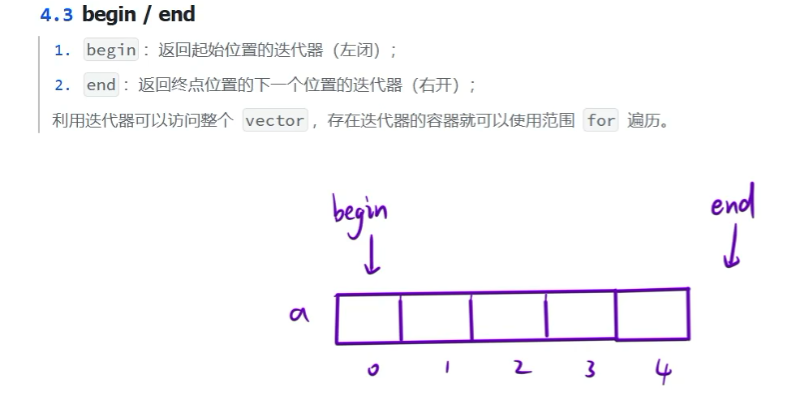 4.3 begin / end
1. begin : 返回起始位置的迭代器（左闭）;
2. end : 返回终点位置的下一个位置的迭代器（右开）;
利用迭代器可以访问整个 vector ，存在迭代器的容器就可以使用范围 for 遍历。
begin
end
a
0 1 2 3 4